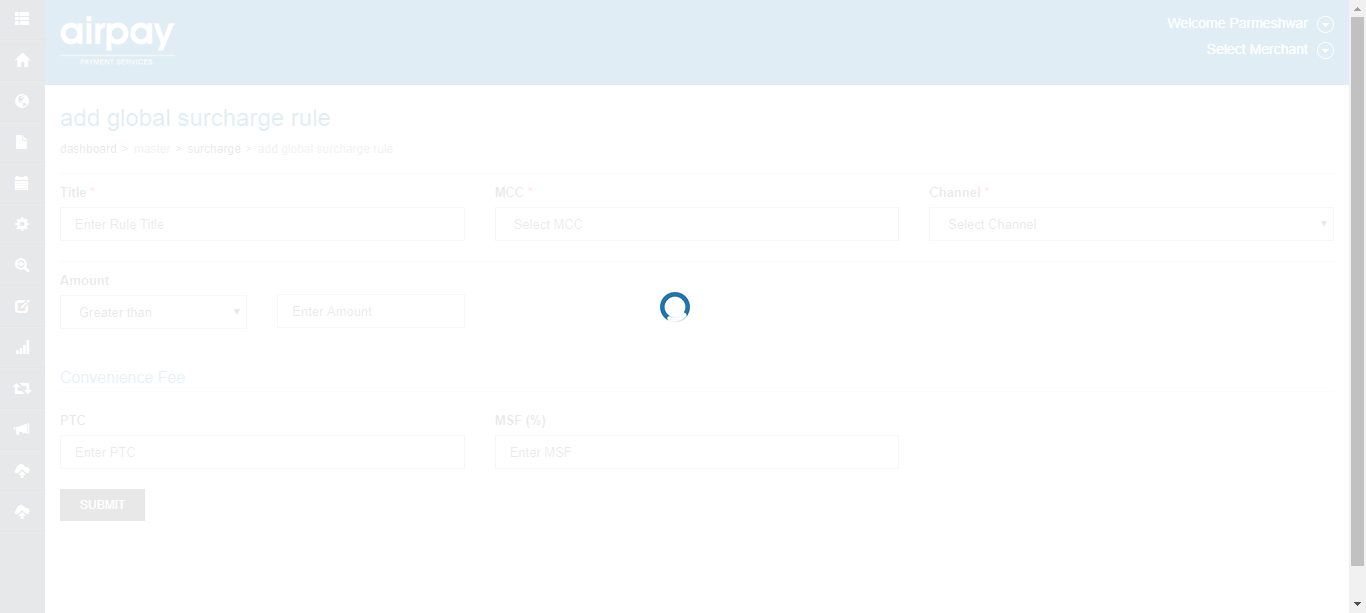 airpay
PAYMENT SERVICES
Welcome Parmeshwar
Select Merchant
add global surcharge rule
dashboard > master > surcharge > add global surcharge rule
Title * MCC * Channel *
Enter Rule Title Select MCC Select Channel
Amount
Greater than Enter Amount
Convenience Fee
PTC MSF (%)
Enter PTC Enter MSF
SUBMIT